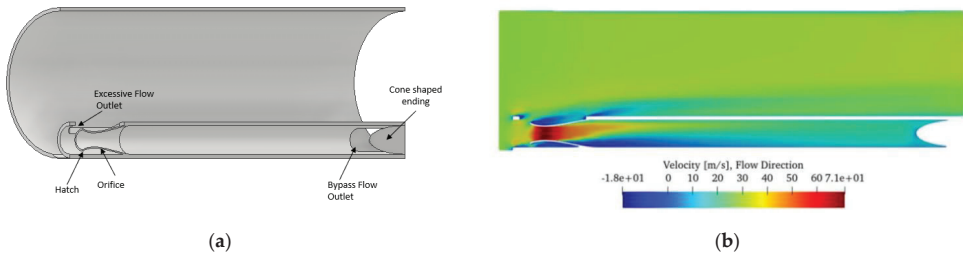 Excessive Flow
Outlet
Cone shaped
ending
Hatch
Orifice
Bypass Flow
Outlet
(a)
b)
Velocity [m/s], Flow Direction
-1.8e+01 0 10 20 30 40 50 60 7.1e+01
(b)